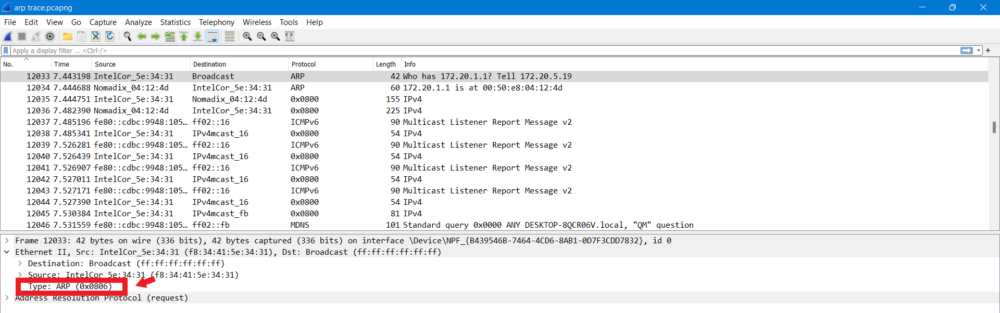 arp trace.pcapng
File Edit View Go Capture Analyze Statistics Telephony Wireless Tools Help
Apply a display filter ... <Ctrl-/>
No. Time Source Destination Protocol Length Info
12033 7.443198 IntelCor_5e:34:31 Broadcast ARP 42 Who has 172.20.1.1? Tell 172.20.5.19
12034 7.444688 Nomadix_04:12:4d IntelCor_5e:34:31 ARP 60 172.20.1.1 is at 00:50:e8:04:12:4d
12035 7.444751 IntelCor_5e:34:31 Nomadix_04:12:4d 0x0800 155 IPv4
12036 7.482390 Nomadix_04:12:4d IntelCor_5e:34:31 0x0800 225 IPv4
12037 7.485196 fe80::cdbc:9948:105… ff02::16 ICMPv6 90 Multicast Listener Report Message v2
12038 7.485341 IntelCor_5e:34:31 IPv4mcast_16 0x0800 54 IPv4
12039 7.526281 fe80::cdbc:9948:105… ff02::16 ICMPv6 90 Multicast Listener Report Message v2
12040 7.526439 IntelCor_5e:34:31 IPv4mcast_16 0x0800 54 IPv4
12041 7.526907 fe80::cdbc:9948:105… ff02::16 ICMPv6 90 Multicast Listener Report Message v2
12042 7.527011 IntelCor_5e:34:31 IPv4mcast_16 0x0800 54 IPv4
12043 7.527171 fe80::cdbc:9948:105… ff02::16 ICMPv6 90 Multicast Listener Report Message v2
12044 7.527390 IntelCor_5e:34:31 IPv4mcast_16 0x0800 54 IPv4
12045 7.530384 IntelCor_5e:34:31 IPv4mcast_fb 0x0800 81 IPv4
12046 7.531559 fe80::cdbc:9948:105… ff02::fb MDNS 101 Standard query 0x0000 ANY DESKTOP-8QCR06V.local, "QM" question
Frame 12033: 42 bytes on wire (336 bits), 42 bytes captured (336 bits) on interface \Device\NPF_{B439546B-7464-4CD6-8AB1-0D7F3CDD7832}, id 0
Ethernet II, Src: IntelCor_5e:34:31 (f8:34:41:5e:34:31), Dst: Broadcast (ff:ff:ff:ff:ff:ff)
Destination: Broadcast (ff:ff:ff:ff:ff:ff)
Source: IntelCor_5e:34:31 (f8:34:41:5e:34:31)
Type: ARP (0x0806)
Address Resolution Protocol (request)